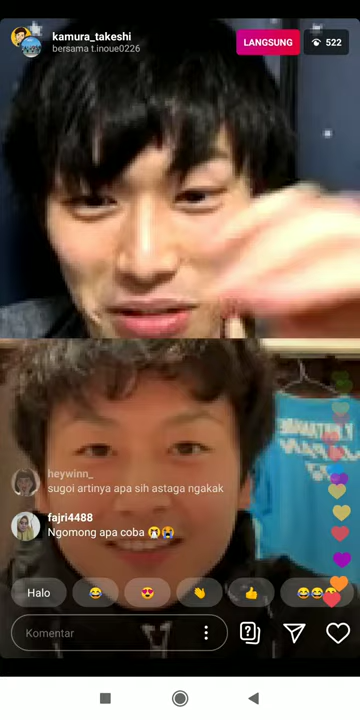 kamura_takeshi
bersama t.inoue0226
LANGSUNG
522
heywinn_
sugoi artinya apa sih astaga ngakak
fajri4488
Ngomong apa coba 😭😭
Halo
😂
😍
👏
👍
😂😂😂
Komentar